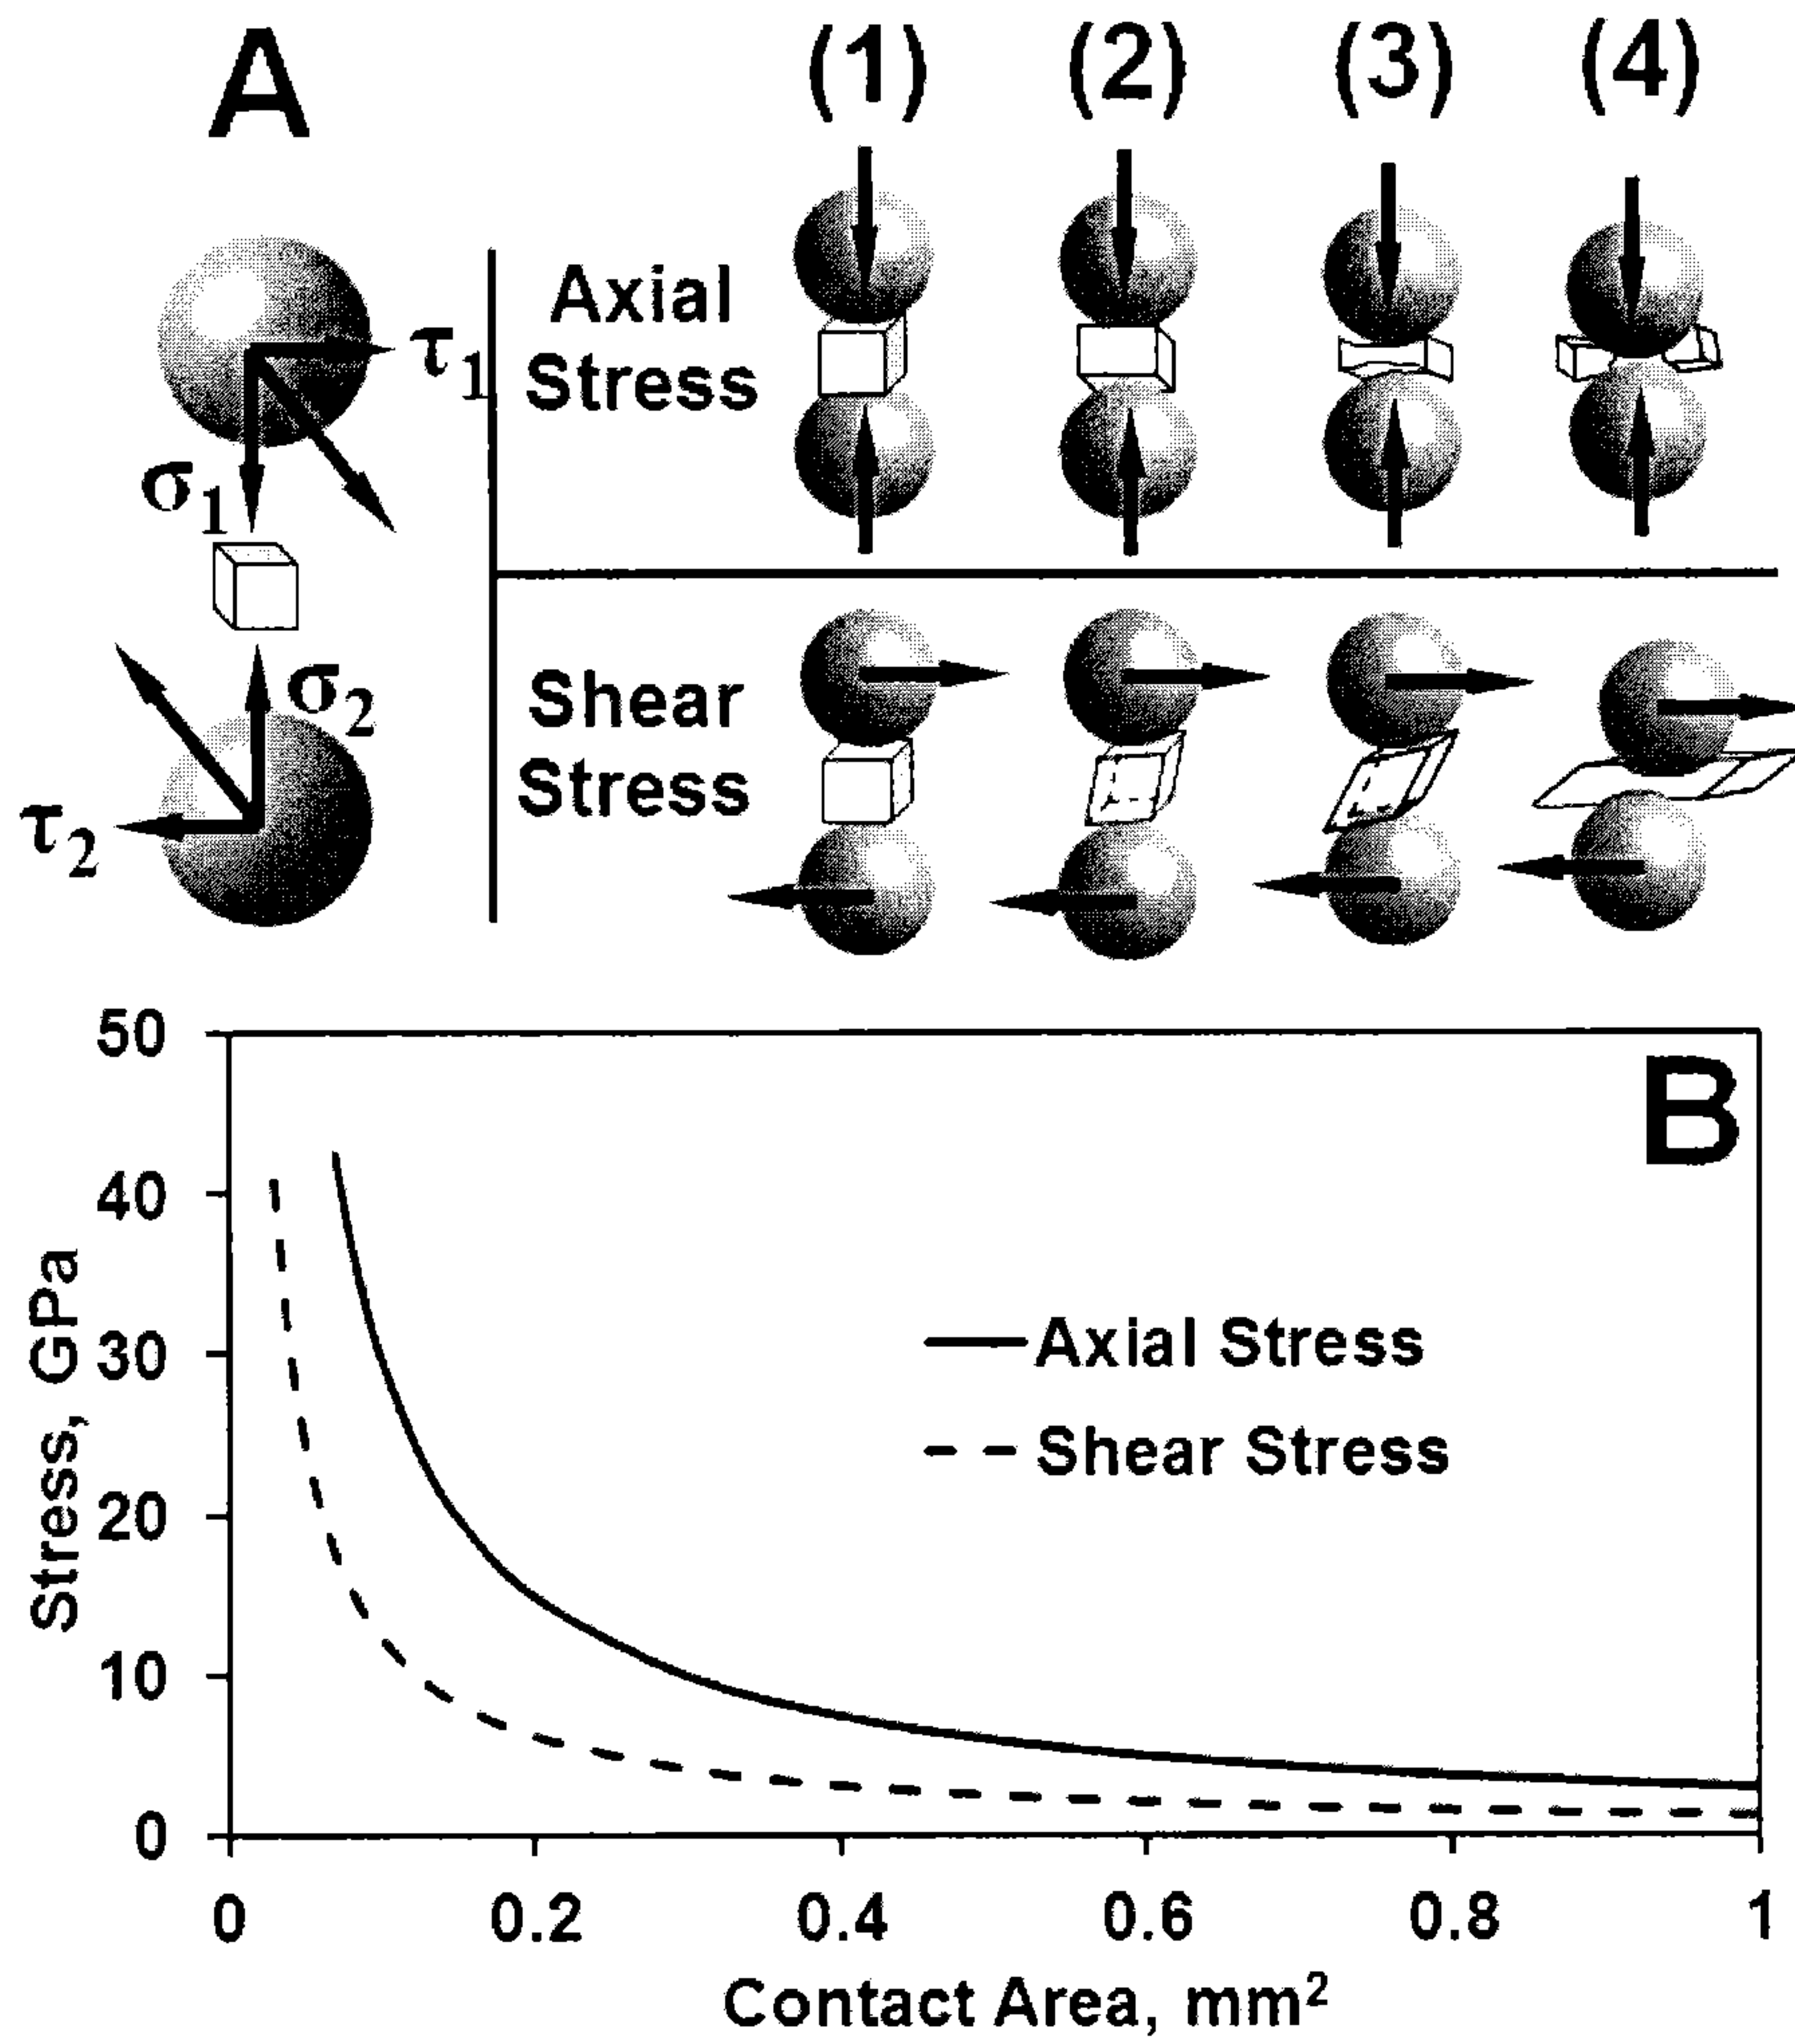 A
(1) (2) (3) (4)
τ1
σ1
σ2
τ2
Axial
Stress
Shear
Stress
B
50
40
30
20
10
0
Stress, GPa
Axial Stress
Shear Stress
0 0.2 0.4 0.6 0.8 1
Contact Area, mm²